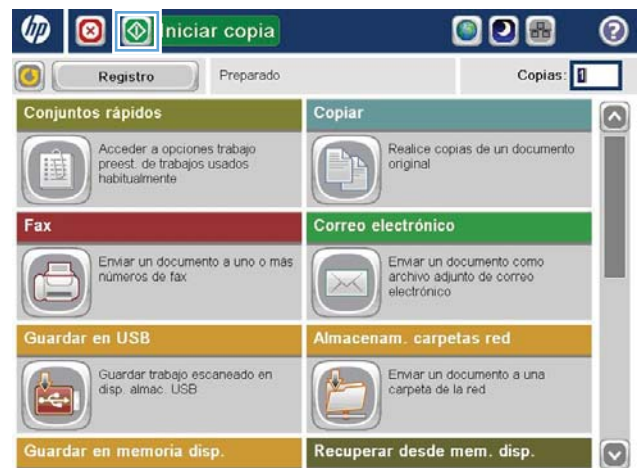 hp
Iniciar copia
?
Registro
Preparado
Copias: 1
Conjuntos rápidos
Acceder a opciones trabajo
preest. de trabajos usados
habitualmente
Copiar
Realice copias de un documento
original
Fax
Enviar un documento a uno o más
números de fax
Correo electrónico
Enviar un documento como
archivo adjunto de correo
electrónico
Guardar en USB
Guardar trabajo escaneado en
disp. almac. USB
Almacenam. carpetas red
Enviar un documento a una
carpeta de la red
Guardar en memoria disp.
Recuperar desde mem. disp.